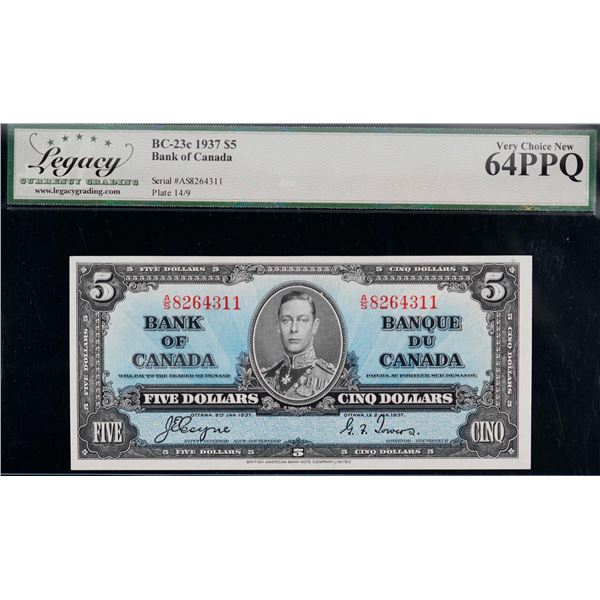 Legacy
CURRENCY GRADING
www.legacygrading.com
BC-23c 1937 $5
Bank of Canada
Serial #AS8264311
Plate 14/9
Very Choice New
64PPQ
5 FIVE DOLLARS 5 5 CINQ DOLLARS 5
A/S 8264311 A/S 8264311
BANK OF CANADA
BANQUE DU CANADA
WILL PAY TO THE BEARER ON DEMAND
PAIERA AU PORTEUR SUR DEMANDE
FIVE DOLLARS CINQ DOLLARS
OTTAWA, 2ND JAN. 1937. OTTAWA, LE 2 JAN. 1937.
FIVE J.E. Coyne G. F. Towers. CINQ
5 FIVE DOLLARS 5 CINQ DOLLARS 5
BRITISH AMERICAN BANK NOTE COMPANY LIMITED